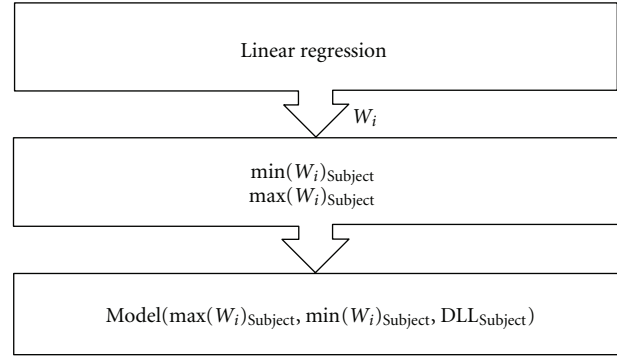 Linear regression
W_i
min(W_i)_Subject
max(W_i)_Subject
Model(max(W_i)_Subject, min(W_i)_Subject, DLL_Subject)